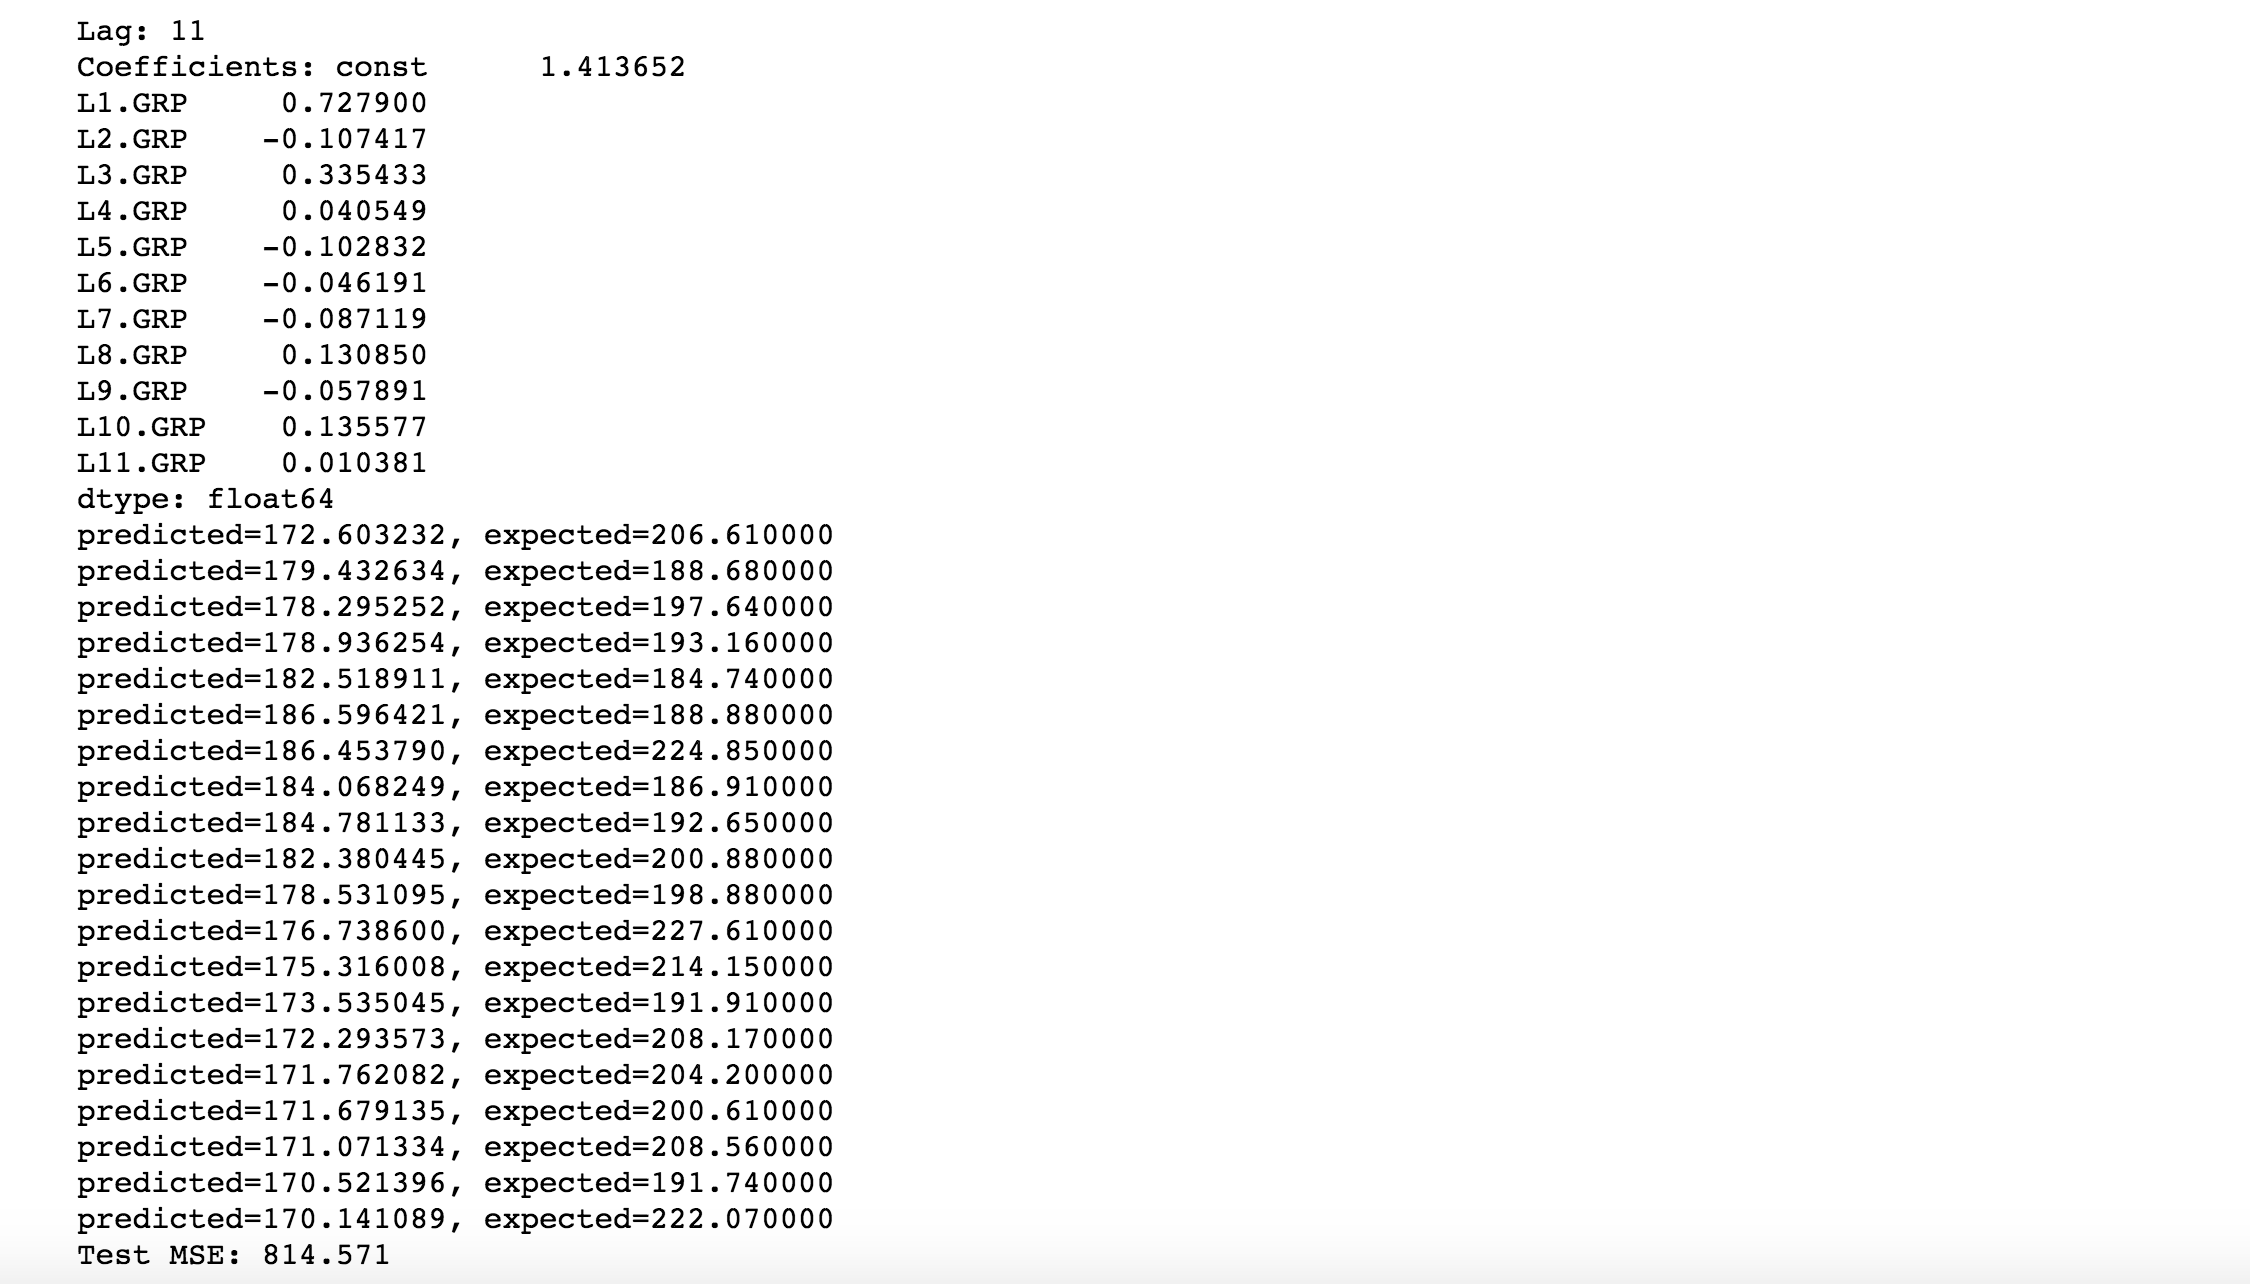 Lag: 11
Coefficients: const      1.413652
L1.GRP     0.727900
L2.GRP    -0.107417
L3.GRP     0.335433
L4.GRP     0.040549
L5.GRP    -0.102832
L6.GRP    -0.046191
L7.GRP    -0.087119
L8.GRP     0.130850
L9.GRP    -0.057891
L10.GRP    0.135577
L11.GRP    0.010381
dtype: float64
predicted=172.603232, expected=206.610000
predicted=179.432634, expected=188.680000
predicted=178.295252, expected=197.640000
predicted=178.936254, expected=193.160000
predicted=182.518911, expected=184.740000
predicted=186.596421, expected=188.880000
predicted=186.453790, expected=224.850000
predicted=184.068249, expected=186.910000
predicted=184.781133, expected=192.650000
predicted=182.380445, expected=200.880000
predicted=178.531095, expected=198.880000
predicted=176.738600, expected=227.610000
predicted=175.316008, expected=214.150000
predicted=173.535045, expected=191.910000
predicted=172.293573, expected=208.170000
predicted=171.762082, expected=204.200000
predicted=171.679135, expected=200.610000
predicted=171.071334, expected=208.560000
predicted=170.521396, expected=191.740000
predicted=170.141089, expected=222.070000
Test MSE: 814.571